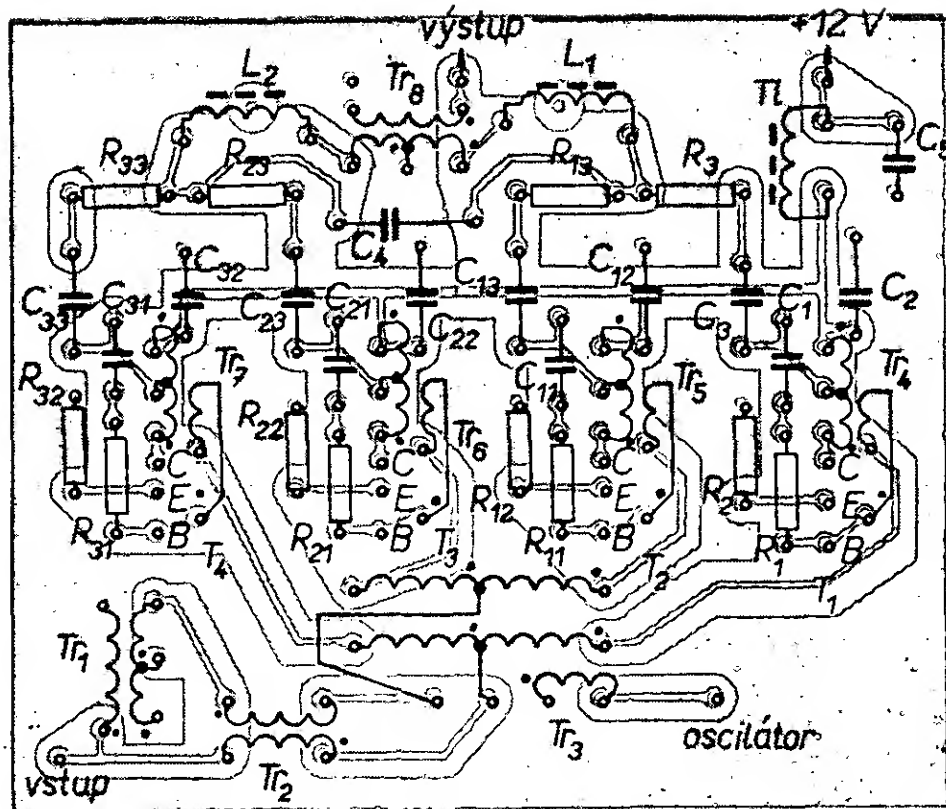 výstup
+12 V
L2
Tr8
L1
Tl
C5
R33
R23
R13
R3
C4
C33
C31
C32
C23
C21
C22
C13
C12
C3
C1
C2
C11
R32
Tr7
R22
Tr6
R12
Tr5
R2
Tr4
C
E
B
C
E
B
C
E
B
C
E
B
R31
T4
R21
T3
R11
T2
R1
T1
Tr1
Tr3
oscilátor
vstup
Tr2